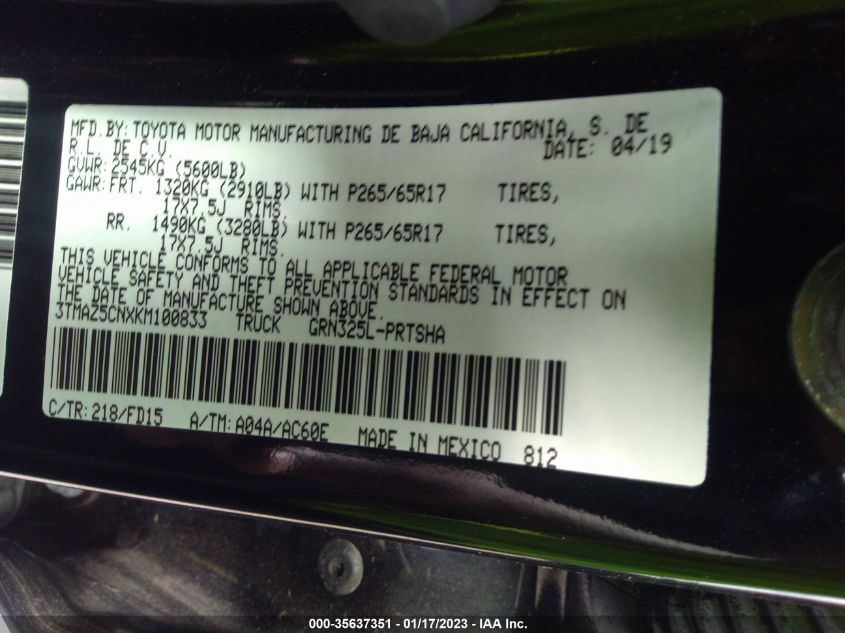 MFD.BY: TOYOTA MOTOR MANUFACTURING DE BAJA CALIFORNIA, S. DE
R.L. DE C.V. DATE: 04/19
GVWR: 2545KG (5600LB)
GAWR: FRT. 1320KG (2910LB) WITH P265/65R17 TIRES,
17X7.5J RIMS,
RR. 1490KG (3280LB) WITH P265/65R17 TIRES,
17X7.5J RIMS.
THIS VEHICLE CONFORMS TO ALL APPLICABLE FEDERAL MOTOR
VEHICLE SAFETY AND THEFT PREVENTION STANDARDS IN EFFECT ON
THE DATE OF MANUFACTURE SHOWN ABOVE.
3TMAZ5CNXKM100833 TRUCK GRN325L-PRTSHA
C/TR: 218/FD15 A/TM: A04A/AC60E MADE IN MEXICO 812
000-35637351 - 01/17/2023 - IAA Inc.